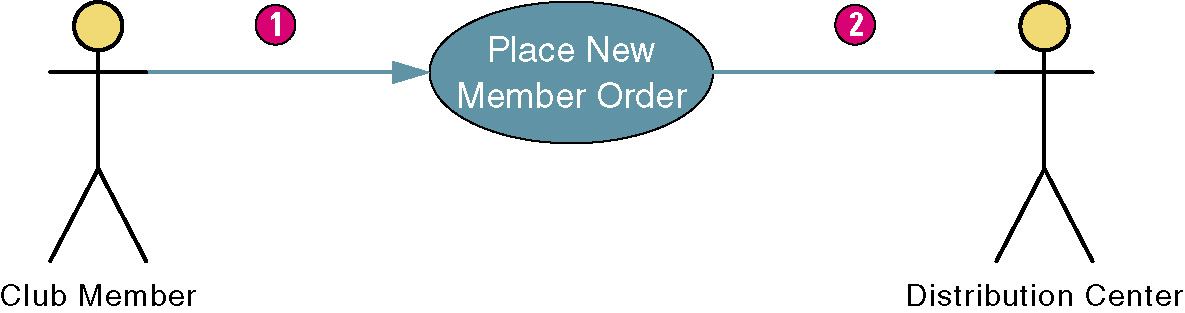 1
2
Place New
Member Order
Club Member
Distribution Center